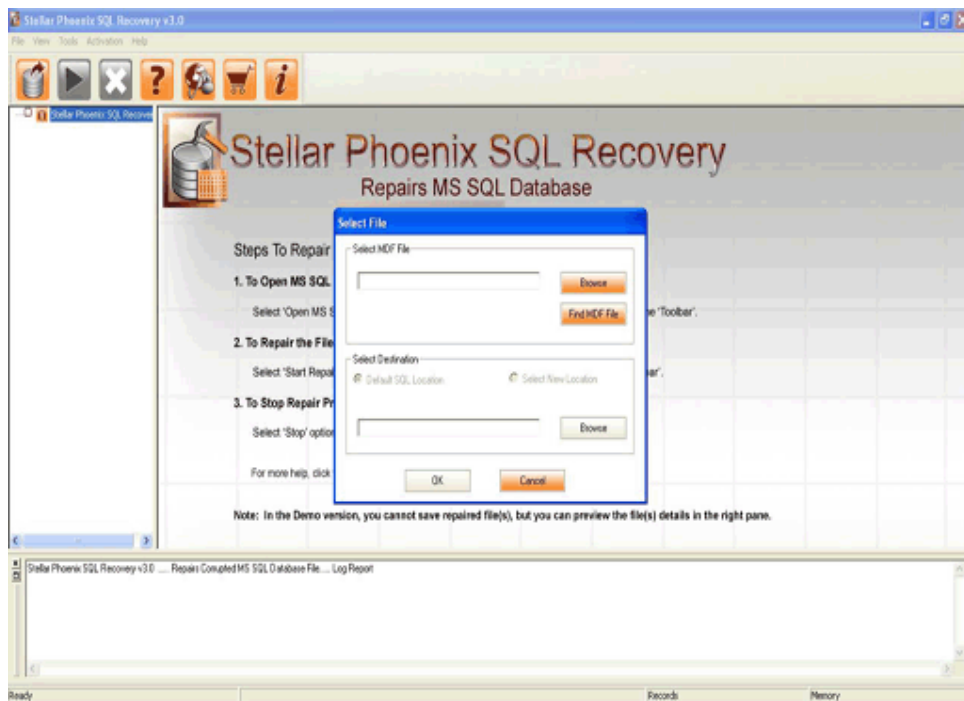 Stellar Phoenix SQL Recovery v3.0
File View Tools Activation Help
Stellar Phoenix SQL Recover
Stellar Phoenix SQL Recovery
Repairs MS SQL Database
Steps To Repair
1. To Open MS SQL
Select 'Open MS S
e 'Toolbar'.
2. To Repair the File
Select 'Start Repai
ar'.
3. To Stop Repair Pr
Select 'Stop' option
For more help, click
Note: In the Demo version, you cannot save repaired file(s), but you can preview the file(s) details in the right pane.
Select File
Select MDF File
Browse
Find MDF File
Select Destination
Default SQL Location
Select New Location
Browse
OK
Cancel
Stellar Phoenix SQL Recovery v3.0 ..... Repairs Corrupted MS SQL Database File..... Log Report
Ready
Records
Memory